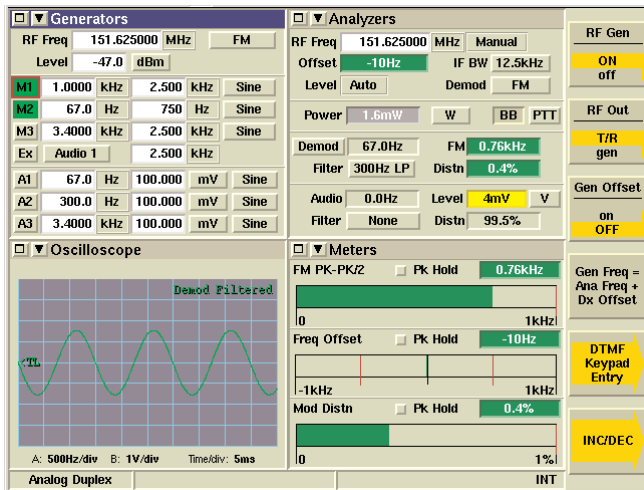 Generators
RF Freq 151.625000 MHz FM
Level -47.0 dBm
M1 1.0000 kHz 2.500 kHz Sine
M2 67.0 Hz 750 Hz Sine
M3 3.4000 kHz 2.500 kHz Sine
Ex Audio 1 2.500 kHz
A1 67.0 Hz 100.000 mV Sine
A2 300.0 Hz 100.000 mV Sine
A3 3.4000 kHz 100.000 mV Sine
Analyzers
RF Freq 151.625000 MHz Manual
Offset -10Hz IF BW 12.5kHz
Level Auto Demod FM
Power 1.6mW W BB PTT
Demod 67.0Hz FM 0.76kHz
Filter 300Hz LP Distn 0.4%
Audio 0.0Hz Level 4mV V
Filter None Distn 99.5%
Oscilloscope
Demod Filtered
<TL
A: 500Hz/div B: 1V/div Time/div: 5ms
Meters
FM PK-PK/2 Pk Hold 0.76kHz
0 1kHz
Freq Offset Pk Hold -10Hz
-1kHz 1kHz
Mod Distn Pk Hold 0.4%
0 1%
RF Gen
ON
off
RF Out
T/R
gen
Gen Offset
on
OFF
Gen Freq =
Ana Freq +
Dx Offset
DTMF
Keypad
Entry
INC/DEC
Analog Duplex
INT